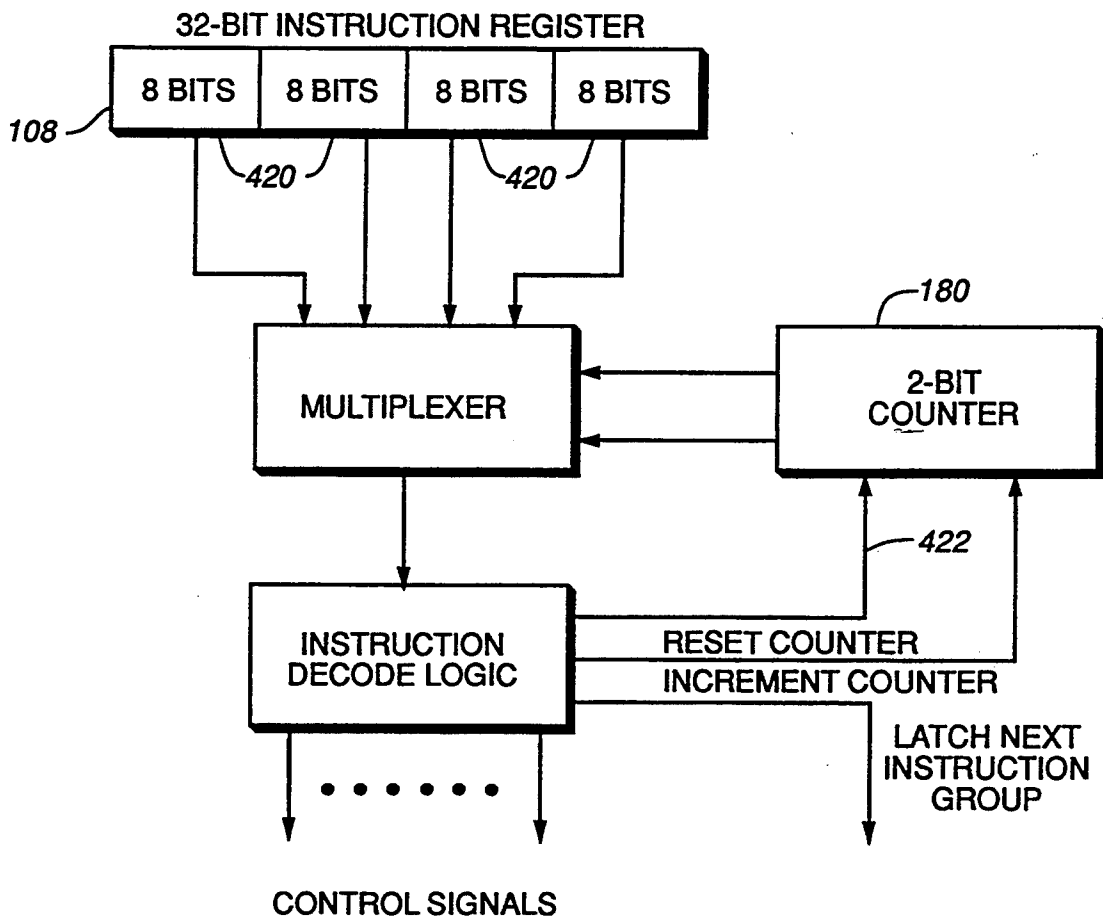 32-BIT INSTRUCTION REGISTER
8 BITS 8 BITS 8 BITS 8 BITS
108
420 420
180
MULTIPLEXER
2-BIT
COUNTER
422
INSTRUCTION
DECODE LOGIC
RESET COUNTER
INCREMENT COUNTER
LATCH NEXT
INSTRUCTION
GROUP
CONTROL SIGNALS